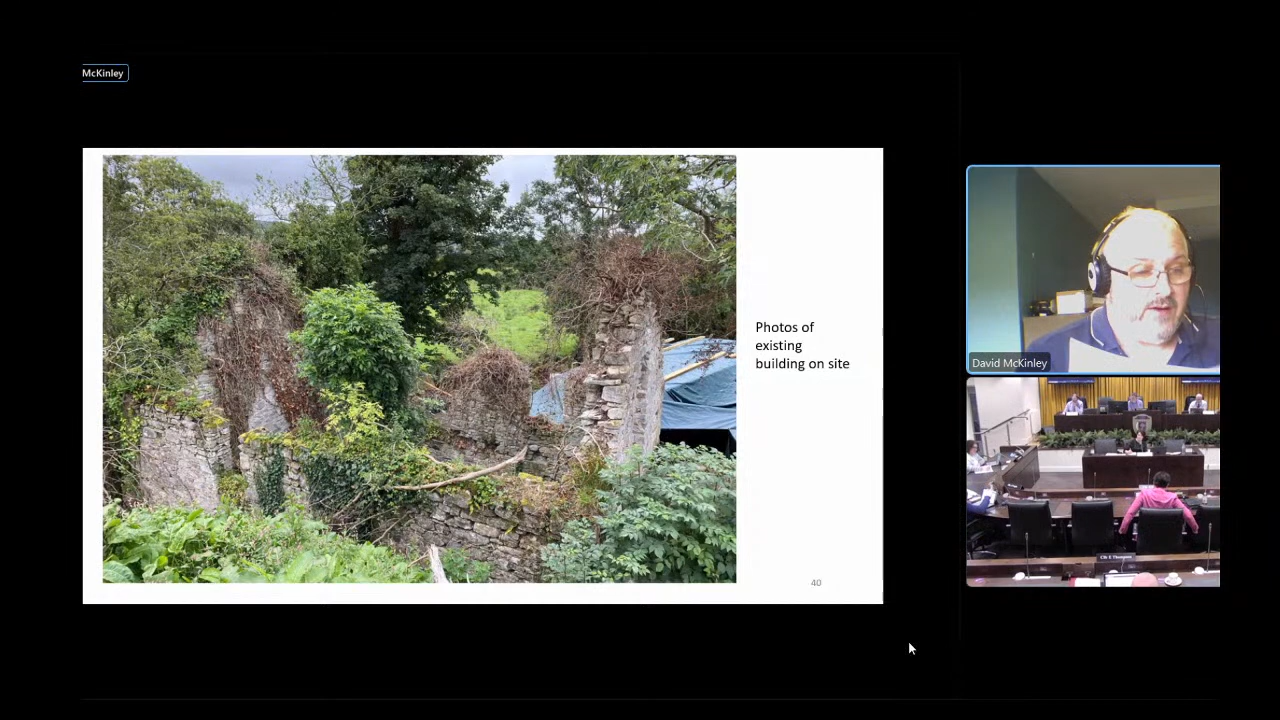 McKinley
Photos of
existing
building on site
40
David McKinley